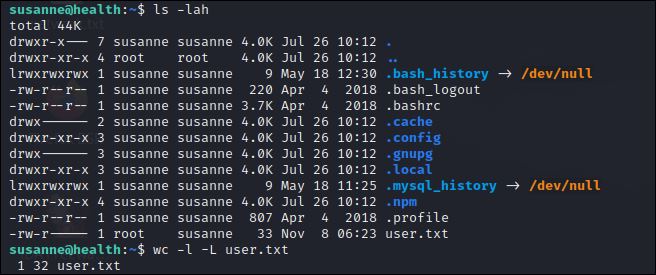 susanne@health:~$ ls -lah
total 44K
drwxr-x--- 7 susanne susanne 4.0K Jul 26 10:12 .
drwxr-xr-x 4 root    root    4.0K Jul 26 10:12 ..
lrwxrwxrwx 1 susanne susanne    9 May 18 12:30 .bash_history -> /dev/null
-rw-r--r-- 1 susanne susanne  220 Apr  4  2018 .bash_logout
-rw-r--r-- 1 susanne susanne 3.7K Apr  4  2018 .bashrc
drwx------ 2 susanne susanne 4.0K Jul 26 10:12 .cache
drwxr-xr-x 3 susanne susanne 4.0K Jul 26 10:12 .config
drwx------ 3 susanne susanne 4.0K Jul 26 10:12 .gnupg
drwxr-xr-x 3 susanne susanne 4.0K Jul 26 10:12 .local
lrwxrwxrwx 1 susanne susanne    9 May 18 11:25 .mysql_history -> /dev/null
drwxr-xr-x 4 susanne susanne 4.0K Jul 26 10:12 .npm
-rw-r--r-- 1 susanne susanne  807 Apr  4  2018 .profile
-rw-r----- 1 root    susanne   33 Nov  8 06:23 user.txt
susanne@health:~$ wc -l -L user.txt
 1 32 user.txt